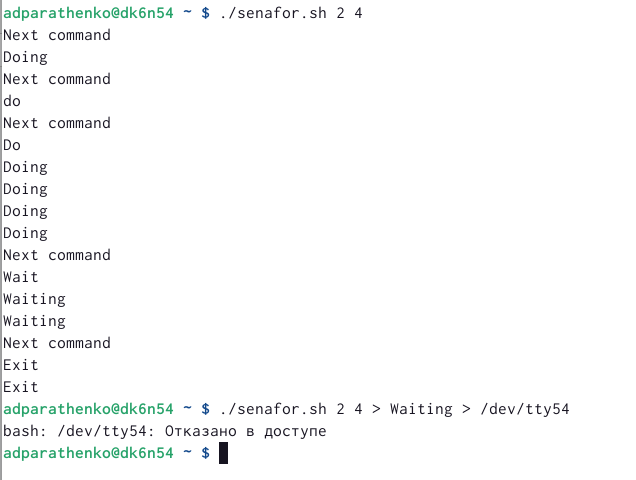 adparathenko@dk6n54 ~ $ ./senafor.sh 2 4
Next command
Doing
Next command
do
Next command
Do
Doing
Doing
Doing
Doing
Next command
Wait
Waiting
Waiting
Next command
Exit
Exit
adparathenko@dk6n54 ~ $ ./senafor.sh 2 4 > Waiting > /dev/tty54
bash: /dev/tty54: Отказано в доступе
adparathenko@dk6n54 ~ $